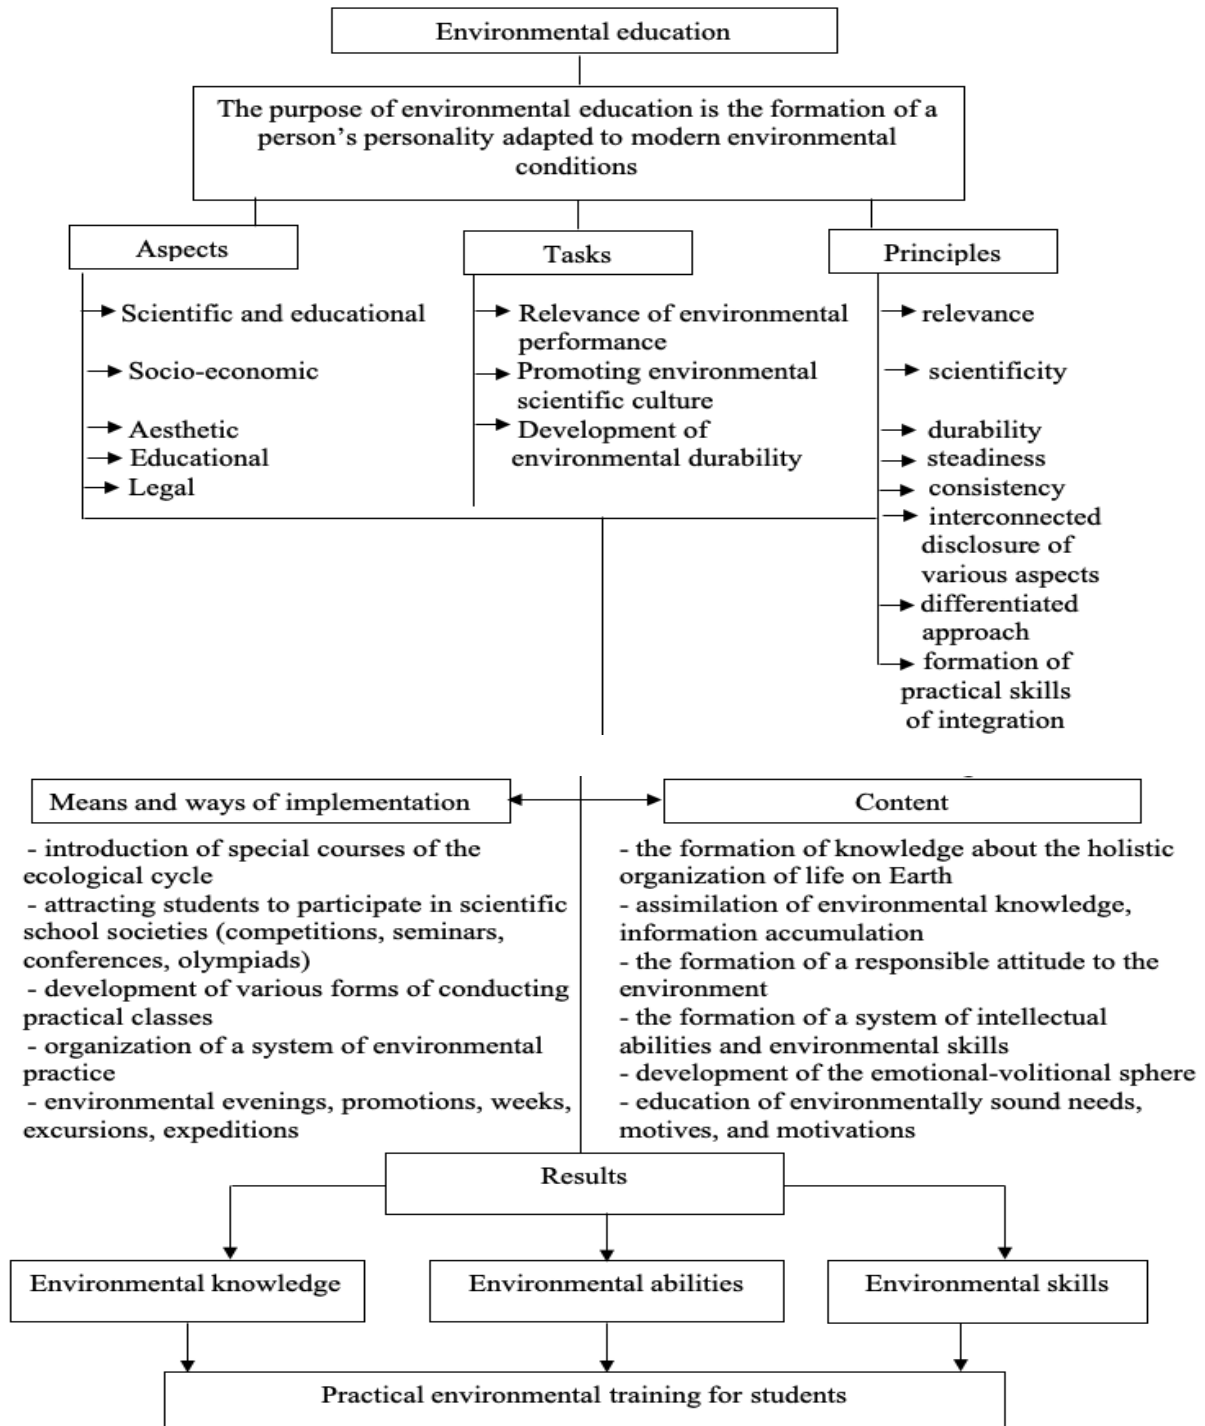 Environmental education
The purpose of environmental education is the formation of a
person’s personality adapted to modern environmental
conditions
Aspects
Scientific and educational
Socio-economic
Aesthetic
Educational
Legal
Tasks
Relevance of environmental
performance
Promoting environmental
scientific culture
Development of
environmental durability
Principles
relevance
scientificity
durability
steadiness
consistency
interconnected
disclosure of
various aspects
differentiated
approach
formation of
practical skills
of integration
Means and ways of implementation
- introduction of special courses of the
ecological cycle
- attracting students to participate in scientific
school societies (competitions, seminars,
conferences, olympiads)
- development of various forms of conducting
practical classes
- organization of a system of environmental
practice
- environmental evenings, promotions, weeks,
excursions, expeditions
Content
- the formation of knowledge about the holistic
organization of life on Earth
- assimilation of environmental knowledge,
information accumulation
- the formation of a responsible attitude to the
environment
- the formation of a system of intellectual
abilities and environmental skills
- development of the emotional-volitional sphere
- education of environmentally sound needs,
motives, and motivations
Results
Environmental knowledge
Environmental abilities
Environmental skills
Practical environmental training for students